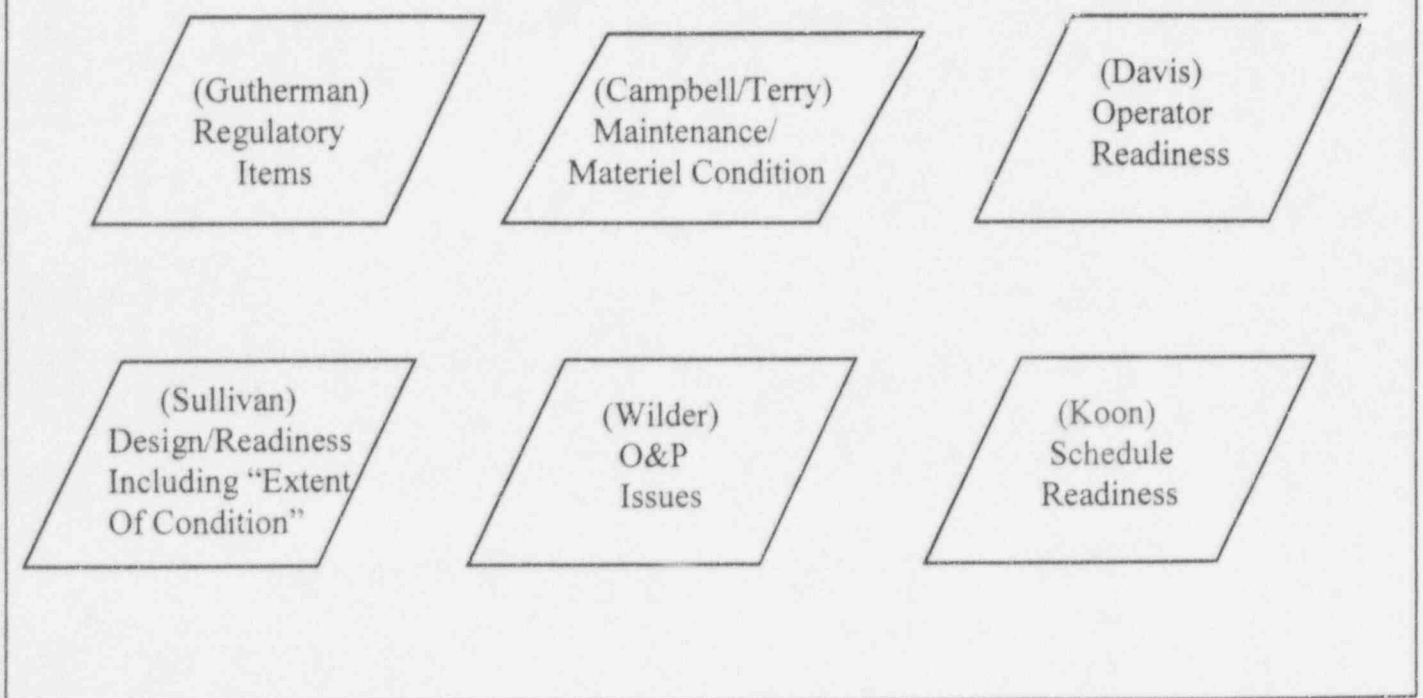 (Gutherman)
Regulatory
Items
(Campbell/Terry)
Maintenance/
Materiel Condition
(Davis)
Operator
Readiness
(Sullivan)
Design/Readiness
Including “Extent
Of Condition”
(Wilder)
O&P
Issues
(Koon)
Schedule
Readiness